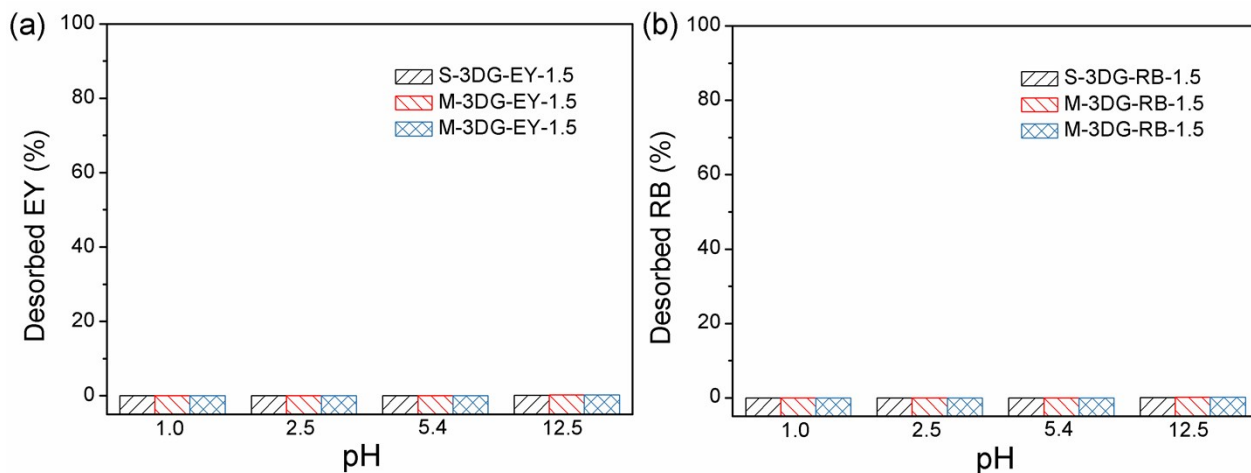 (a)
Desorbed EY (%)
100
80
60
40
20
0
S-3DG-EY-1.5
M-3DG-EY-1.5
M-3DG-EY-1.5
1.0 2.5 5.4 12.5
pH
(b)
Desorbed RB (%)
100
80
60
40
20
0
S-3DG-RB-1.5
M-3DG-RB-1.5
M-3DG-RB-1.5
1.0 2.5 5.4 12.5
pH